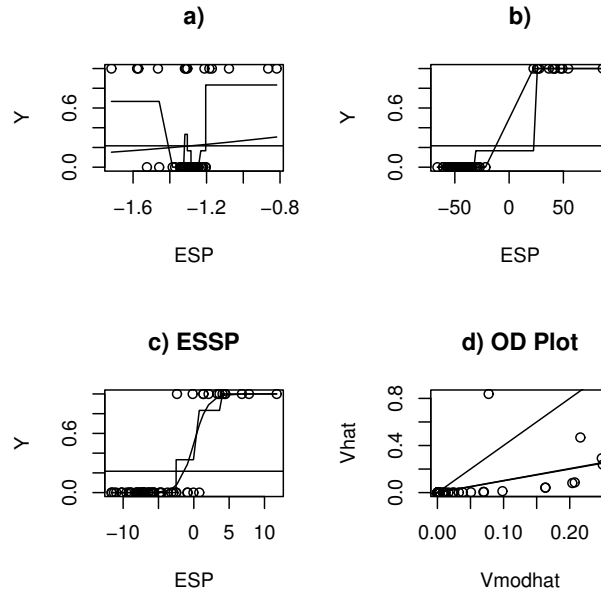 a)
Y
0.0 0.6
−1.6 −1.2 −0.8
ESP
b)
Y
0.0 0.6
−50 0 50
ESP
c) ESSP
Y
0.0 0.6
−10 0 5 10
ESP
d) OD Plot
Vhat
0.0 0.4 0.8
0.00 0.10 0.20
Vmodhat